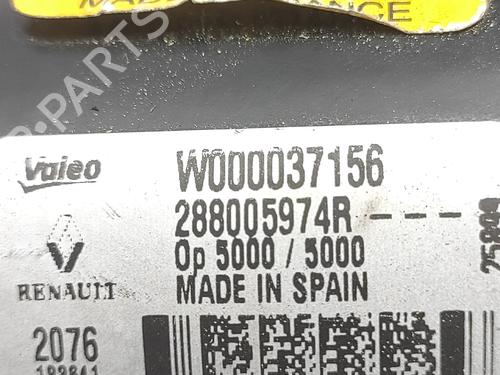 Valeo
W000037156
288005974R---
Op 5000 / 5000
RENAULT
MADE IN SPAIN
2076